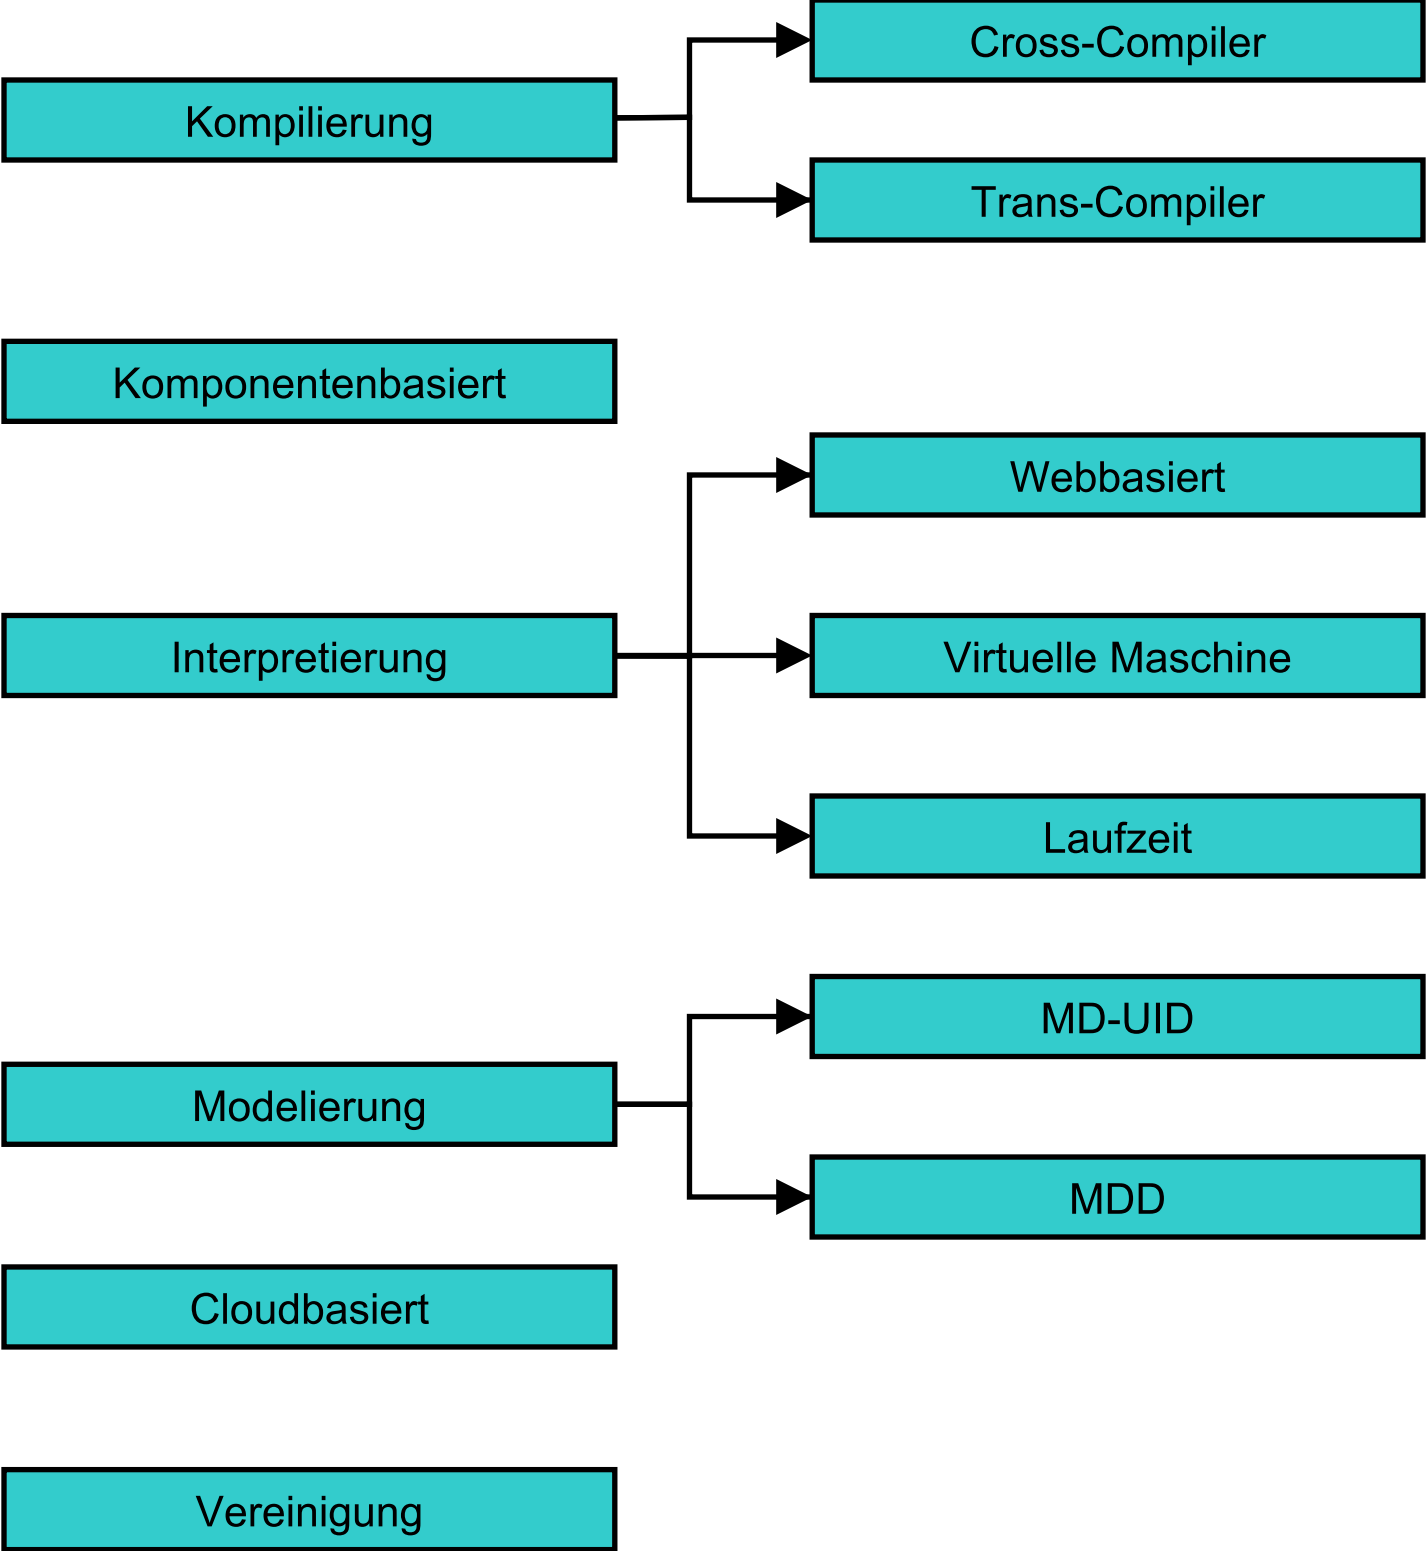 Kompilierung
Cross-Compiler
Trans-Compiler
Komponentenbasiert
Interpretierung
Webbasiert
Virtuelle Maschine
Laufzeit
Modelierung
MD-UID
MDD
Cloudbasiert
Vereinigung